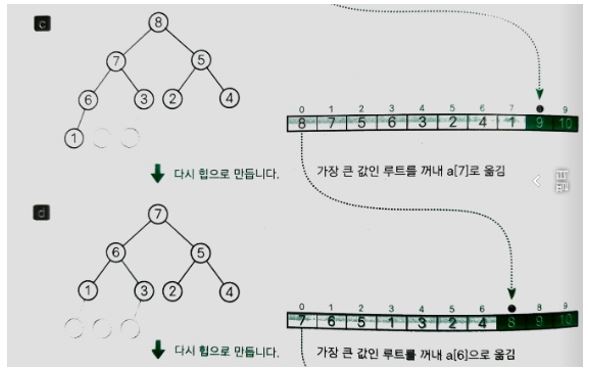 c
8
7 5
6 3 2 4
1
0 1 2 3 4 5 6 7 8 9
8 7 5 6 3 2 4 1 9 10
다시 힙으로 만듭니다.
가장 큰 값인 루트를 꺼내 a[7]로 옮김
d
7
6 5
1 3 2 4
0 1 2 3 4 5 6 8 9
7 6 5 1 3 2 4 8 9 10
다시 힙으로 만듭니다.
가장 큰 값인 루트를 꺼내 a[6]으로 옮김